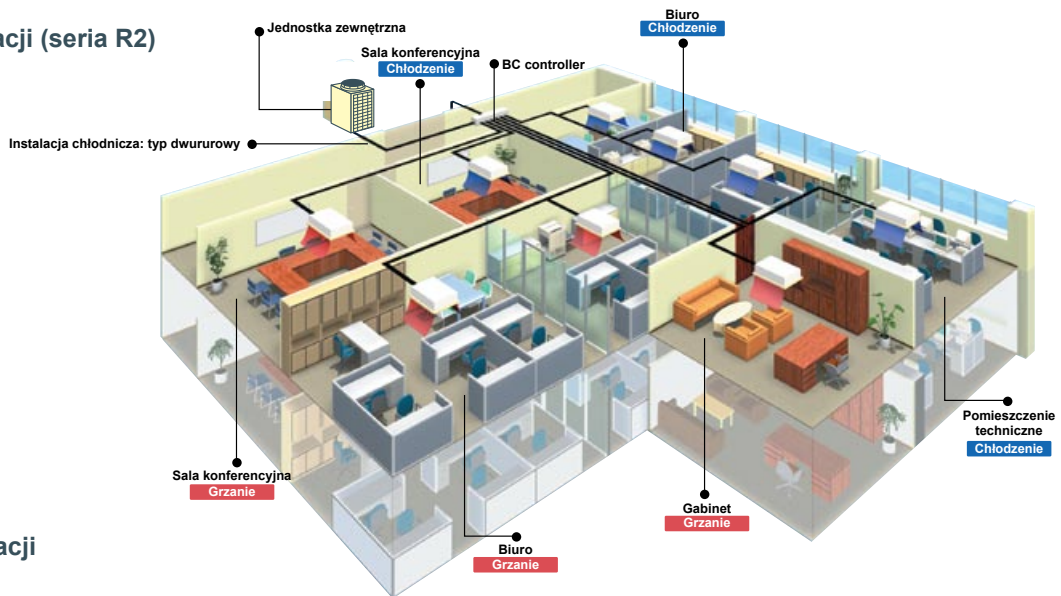 acji (seria R2)
Jednostka zewnętrzna
Sala konferencyjna
Chłodzenie
BC controller
Biuro
Chłodzenie
Instalacja chłodnicza: typ dwururowy
Pomieszczenie
techniczne
Chłodzenie
Sala konferencyjna
Grzanie
Gabinet
Grzanie
Biuro
Grzanie
acji